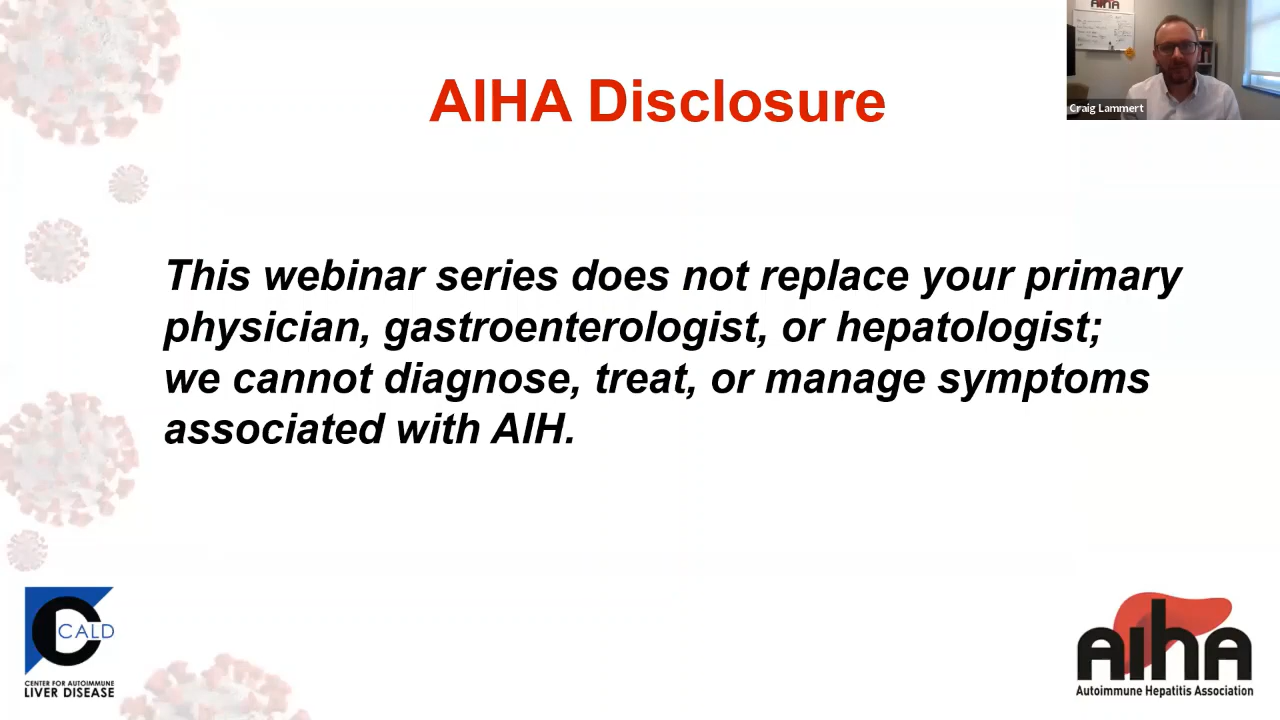 AIHA
AIHA Disclosure
Craig Lammert
This webinar series does not replace your primary
physician, gastroenterologist, or hepatologist;
we cannot diagnose, treat, or manage symptoms
associated with AIH.
CALD
CENTER FOR AUTOIMMUNE
LIVER DISEASE
AIHA
Autoimmune Hepatitis Association